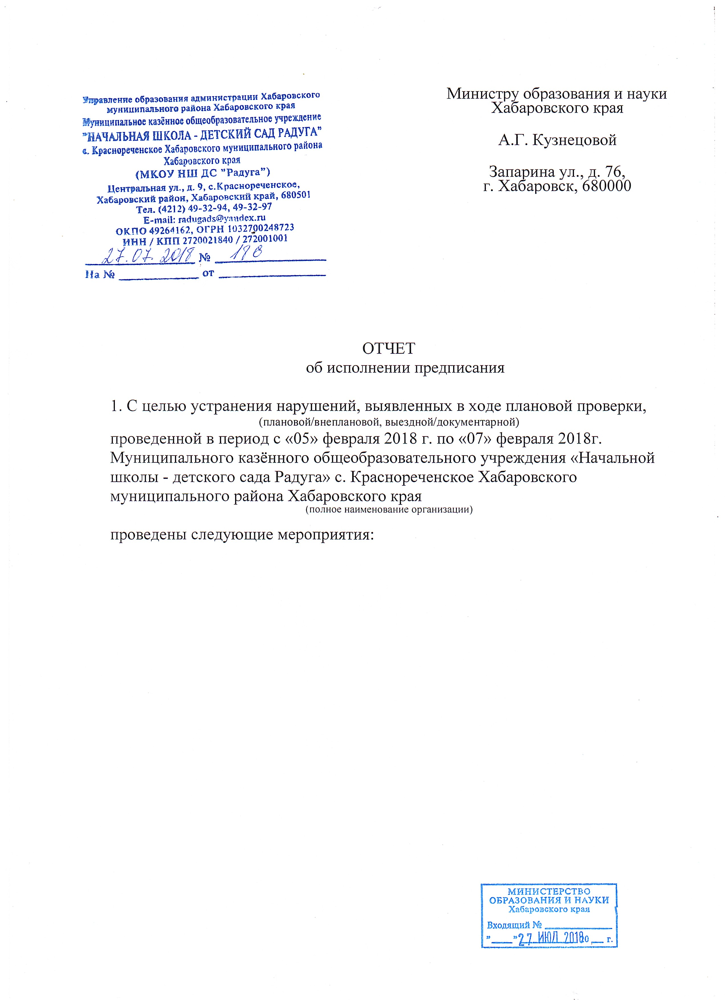 Управление образования администрации Хабаровского
муниципального района Хабаровского края
Муниципальное казённое общеобразовательное учреждение
"НАЧАЛЬНАЯ ШКОЛА - ДЕТСКИЙ САД РАДУГА"
с. Краснореченское Хабаровского муниципального района
Хабаровского края
(МКОУ НШ ДС "Радуга")
Центральная ул., д. 9, с.Краснореченское,
Хабаровский район, Хабаровский край, 680501
Тел. (4212) 49-32-94, 49-32-97
E-mail: radugads@yandex.ru
ОКПО 49264162, ОГРН 1032700248723
ИНН / КПП 2720021840 / 272001001
27.07.2018 №
На № от
Министру образования и науки
Хабаровского края
А.Г. Кузнецовой
Запарина ул., д. 76,
г. Хабаровск, 680000
ОТЧЕТ
об исполнении предписания
1. С целью устранения нарушений, выявленных в ходе плановой проверки,
(плановой/внеплановой, выездной/документарной)
проведенной в период с «05» февраля 2018 г. по «07» февраля 2018г.
Муниципального казённого общеобразовательного учреждения «Начальной
школы - детского сада Радуга» с. Краснореченское Хабаровского
муниципального района Хабаровского края
(полное наименование организации)
проведены следующие мероприятия:
МИНИСТЕРСТВО
ОБРАЗОВАНИЯ И НАУКИ
Хабаровского края
Входящий №
"__" 27 ИЮЛ 2018 г.